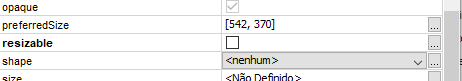 opaque
preferredSize [542, 370] ...
resizable ...
shape <nenhum> ...
size <Não Definido> ...